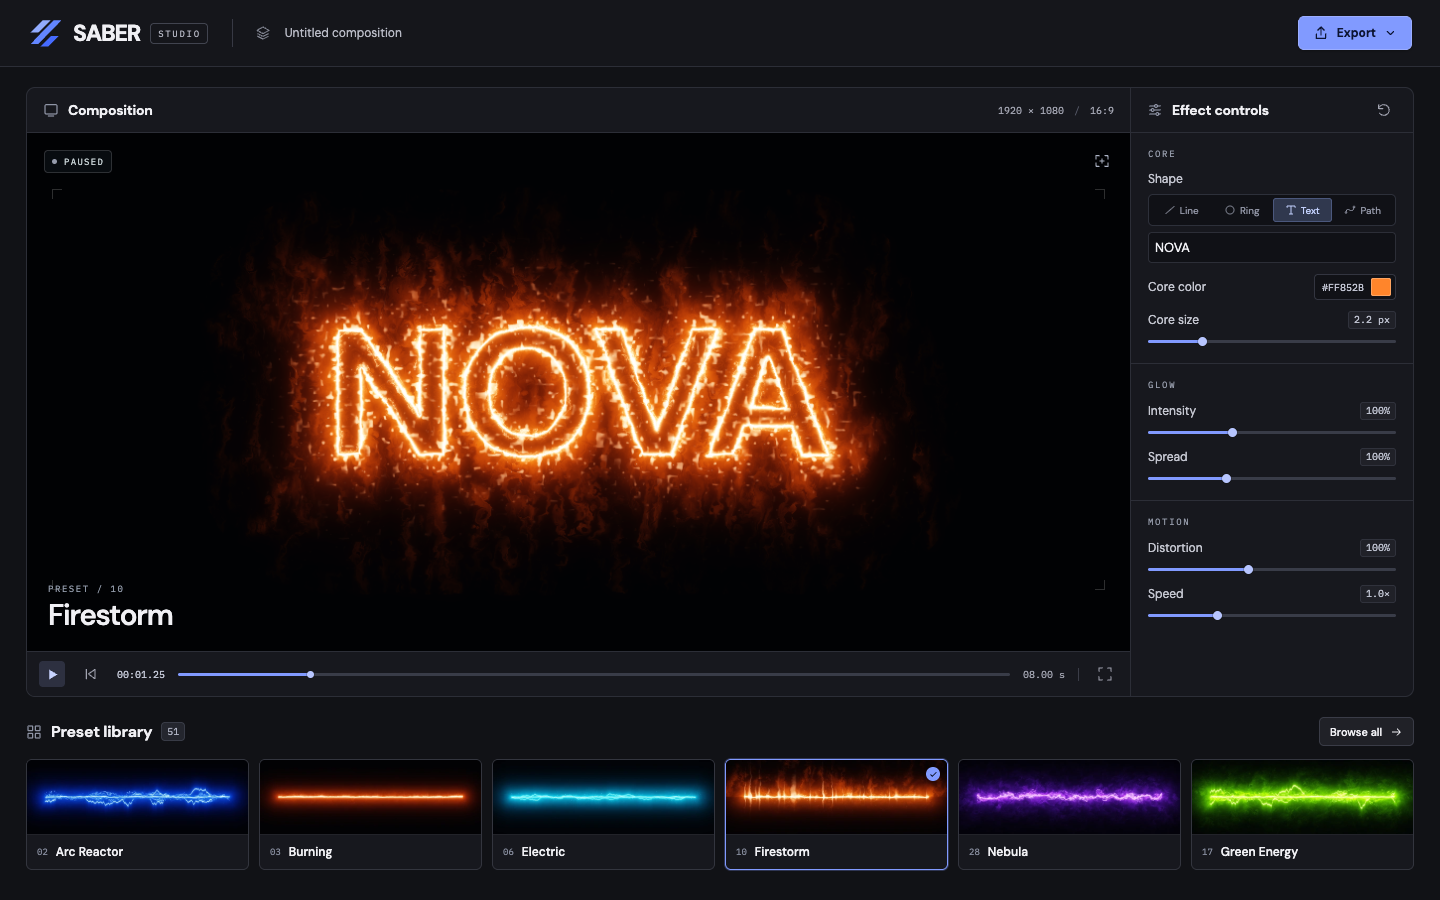 SABER STUDIO
Untitled composition
Export
Composition
1920 × 1080 / 16:9
Effect controls
PAUSED
NOVA
PRESET / 10
Firestorm
00:01.25
08.00 s
CORE
Shape
Line
Ring
Text
Path
NOVA
Core color
#FF852B
Core size
2.2 px
GLOW
Intensity
100%
Spread
100%
MOTION
Distortion
100%
Speed
1.0×
Preset library 51
Browse all
02 Arc Reactor
03 Burning
06 Electric
10 Firestorm
28 Nebula
17 Green Energy